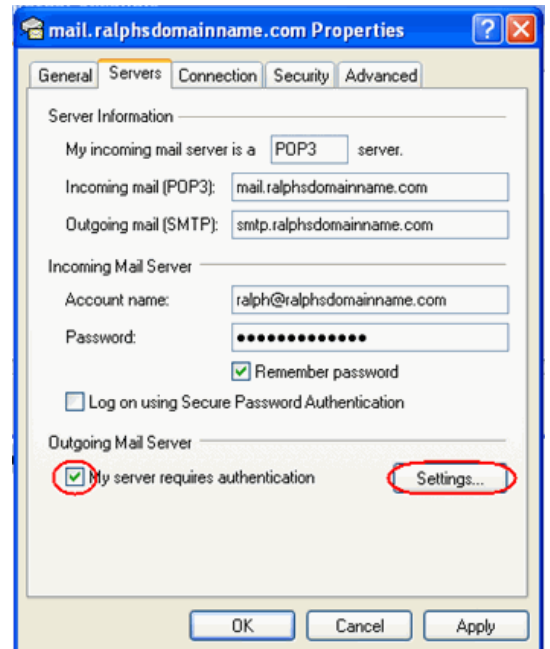 mail.ralphsdomainname.com Properties
General Servers Connection Security Advanced
Server Information
My incoming mail server is a POP3 server.
Incoming mail (POP3): mail.ralphsdomainname.com
Outgoing mail (SMTP): smtp.ralphsdomainname.com
Incoming Mail Server
Account name: ralph@ralphsdomainname.com
Password: ●●●●●●●●●●●●●
Remember password
Log on using Secure Password Authentication
Outgoing Mail Server
My server requires authentication Settings...
OK Cancel Apply